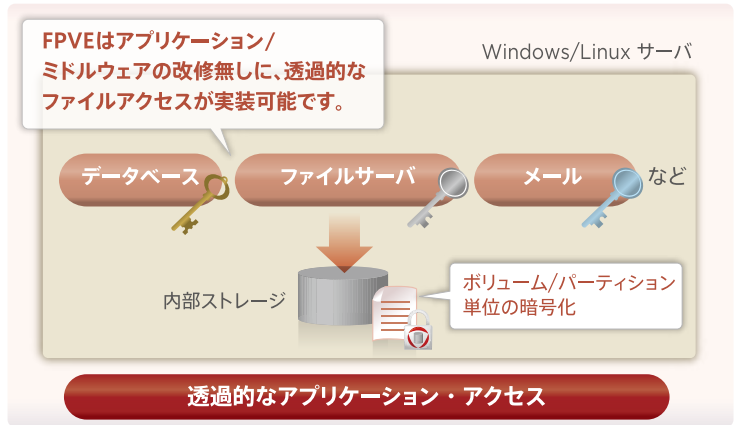 FPVEはアプリケーション/
ミドルウェアの改修無しに、透過的な
ファイルアクセスが実装可能です。
Windows/Linux サーバ
データベース
ファイルサーバ
メール
など
内部ストレージ
ボリューム/パーティション
単位の暗号化
透過的なアプリケーション・アクセス